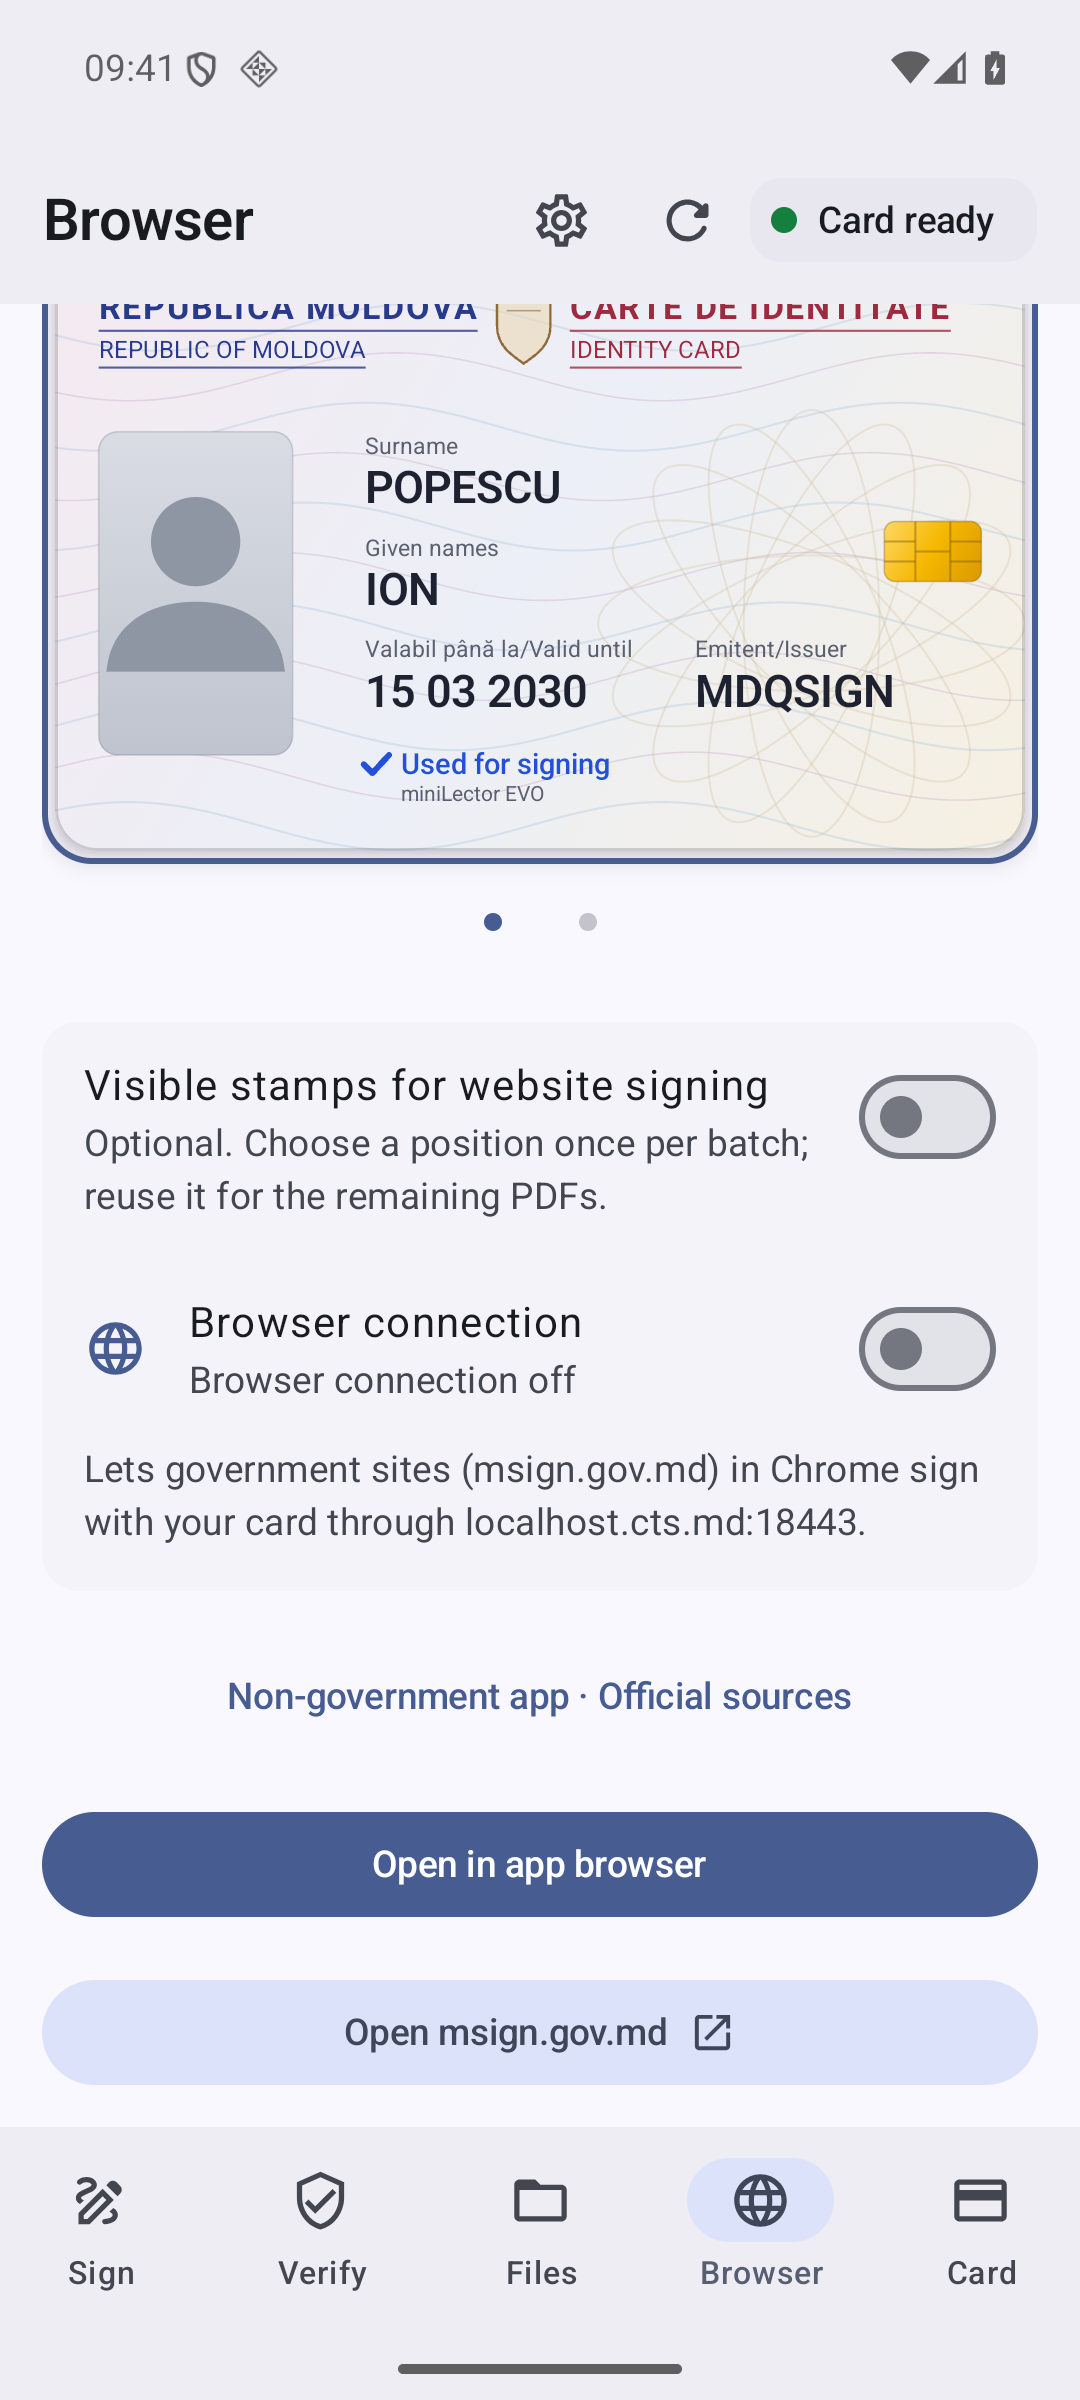 09:41
Browser
Card ready
REPUBLICA MOLDOVA
CARTE DE IDENTITATE
REPUBLIC OF MOLDOVA
IDENTITY CARD
Surname
POPESCU
Given names
ION
Valabil până la/Valid until
Emitent/Issuer
15 03 2030
MDQSIGN
Used for signing
miniLector EVO
Visible stamps for website signing
Optional. Choose a position once per batch;
reuse it for the remaining PDFs.
Browser connection
Browser connection off
Lets government sites (msign.gov.md) in Chrome sign
with your card through localhost.cts.md:18443.
Non-government app · Official sources
Open in app browser
Open msign.gov.md
Sign
Verify
Files
Browser
Card